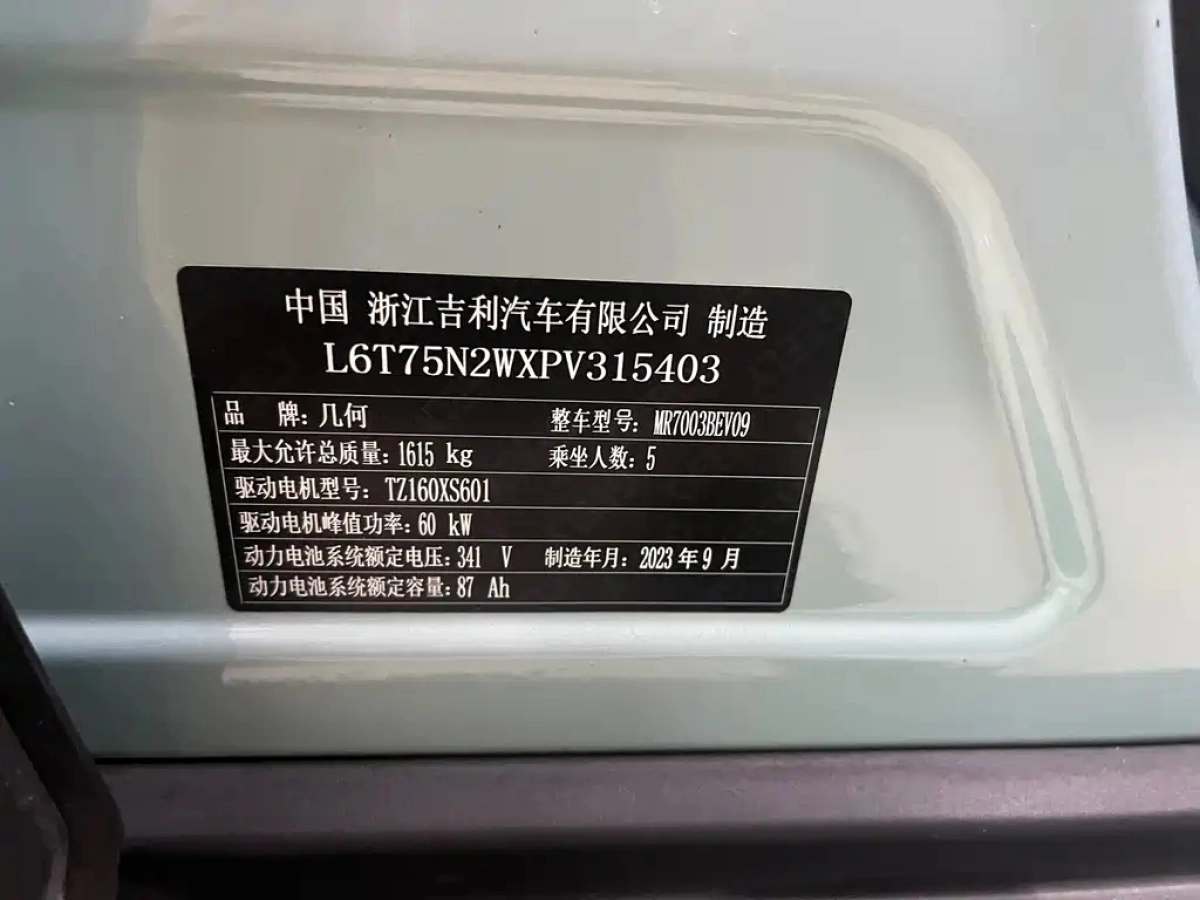 中国 浙江吉利汽车有限公司 制造
L6T75N2WXPV315403
品 牌: 几何 整车型号: MR7003BEV09
最大允许总质量: 1615 kg 乘坐人数: 5
驱动电机型号: TZ160XS601
驱动电机峰值功率: 60 kW
动力电池系统额定电压: 341 V 制造年月: 2023 年 9 月
动力电池系统额定容量: 87 Ah